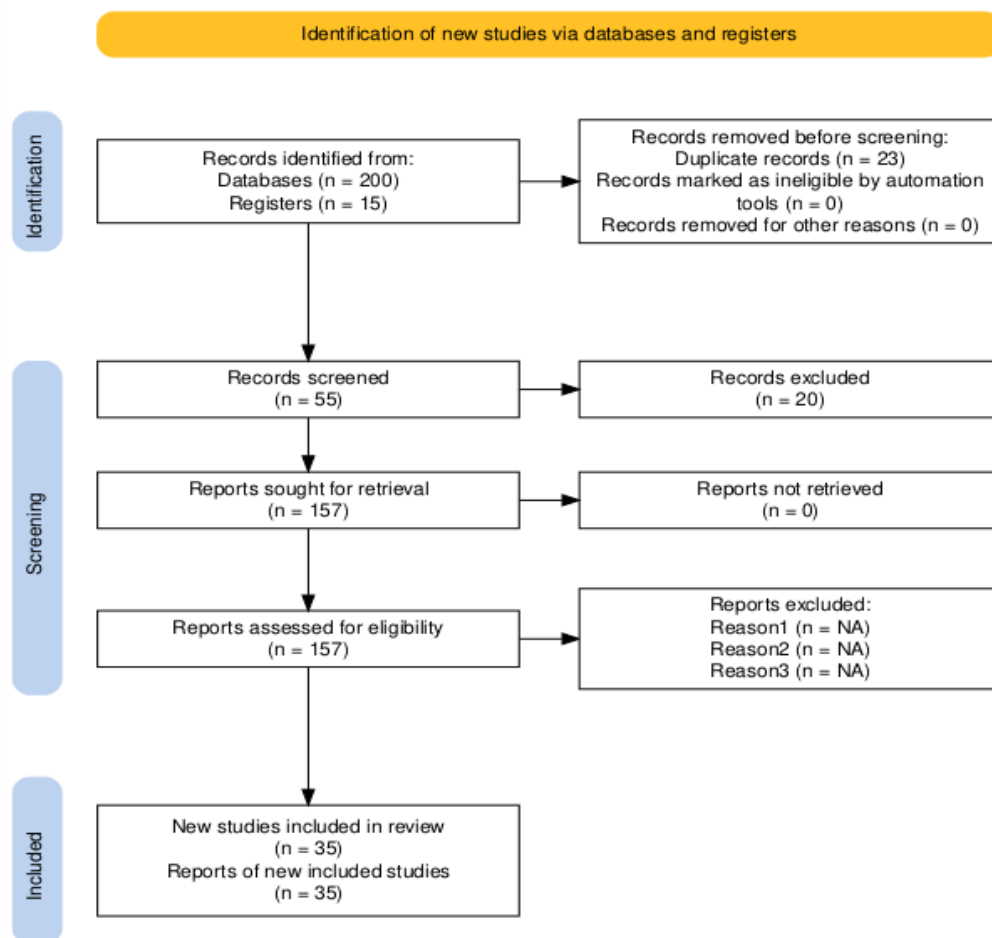 Identification of new studies via databases and registers
Identification
Records identified from:
Databases (n = 200)
Registers (n = 15)
Records removed before screening:
Duplicate records (n = 23)
Records marked as ineligible by automation
tools (n = 0)
Records removed for other reasons (n = 0)
Screening
Records screened
(n = 55)
Records excluded
(n = 20)
Reports sought for retrieval
(n = 157)
Reports not retrieved
(n = 0)
Reports assessed for eligibility
(n = 157)
Reports excluded:
Reason1 (n = NA)
Reason2 (n = NA)
Reason3 (n = NA)
Included
New studies included in review
(n = 35)
Reports of new included studies
(n = 35)